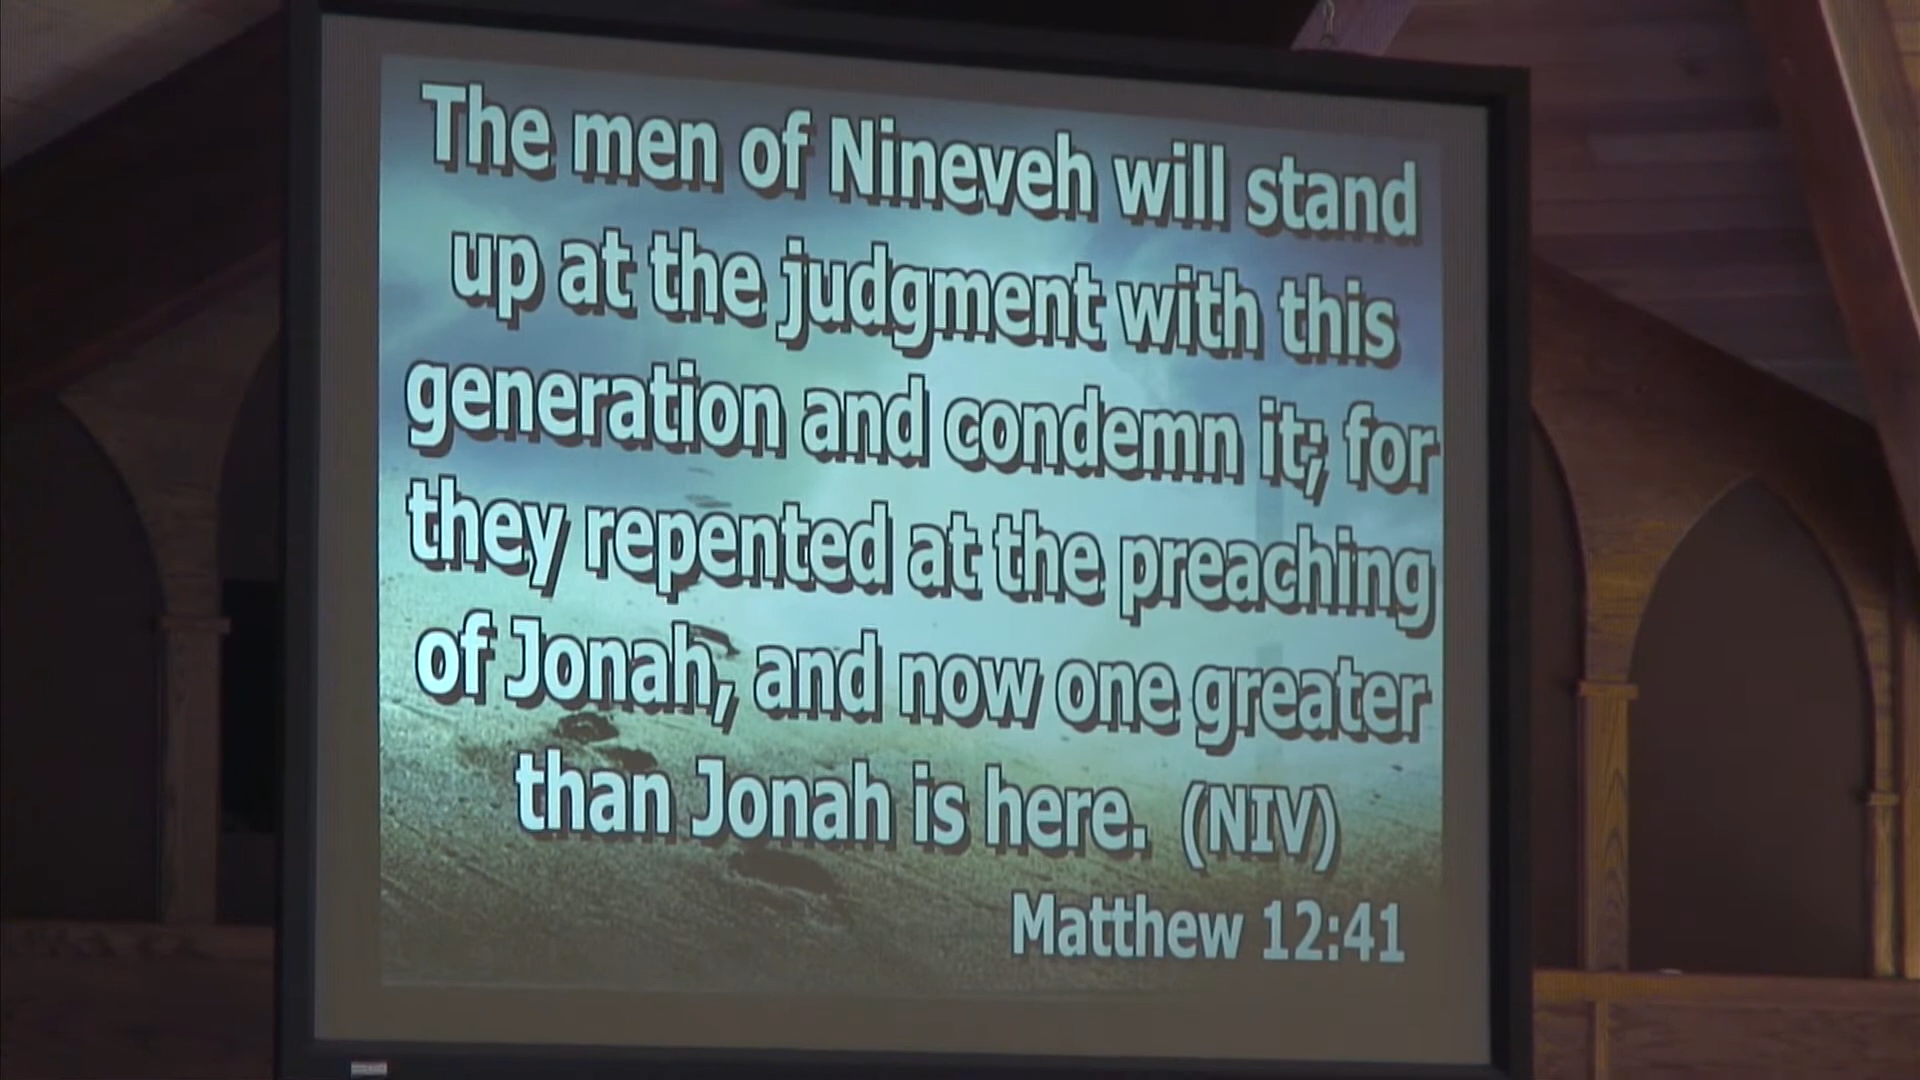 The men of Nineveh will stand
up at the judgment with this
generation and condemn it; for
they repented at the preaching
of Jonah, and now one greater
than Jonah is here. (NIV)
Matthew 12:41